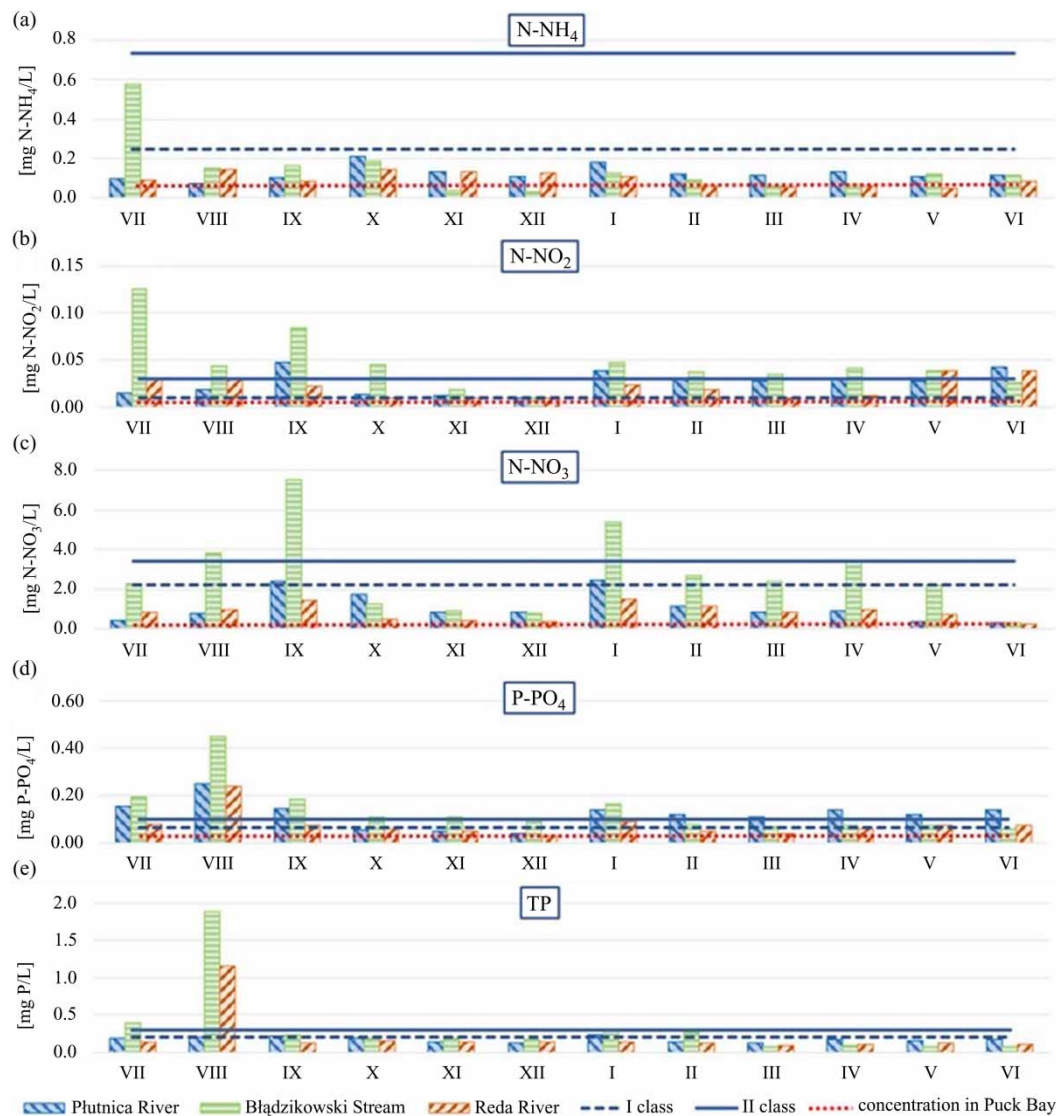 (a)
N-NH4
[mg N-NH4/L]
0.8
0.6
0.4
0.2
0.0
VII VIII IX X XI XII I II III IV V VI
(b)
N-NO2
[mg N-NO2/L]
0.15
0.10
0.05
0.00
VII VIII IX X XI XII I II III IV V VI
(c)
N-NO3
[mg N-NO3/L]
8.0
6.0
4.0
2.0
0.0
VII VIII IX X XI XII I II III IV V VI
(d)
P-PO4
[mg P-PO4/L]
0.60
0.40
0.20
0.00
VII VIII IX X XI XII I II III IV V VI
(e)
TP
[mg P/L]
2.0
1.5
1.0
0.5
0.0
VII VIII IX X XI XII I II III IV V VI
Płutnica River Błądzikowski Stream Reda River I class II class concentration in Puck Bay